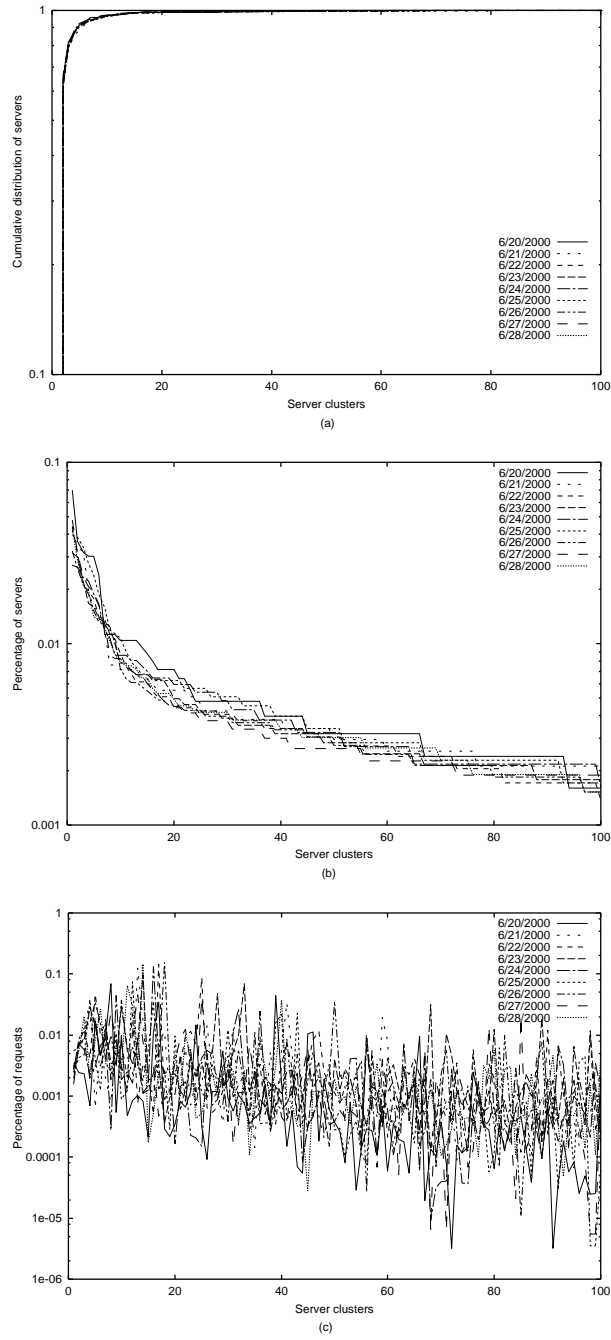 1
Cumulative distribution of servers
6/20/2000
6/21/2000
6/22/2000
6/23/2000
6/24/2000
6/25/2000
6/26/2000
6/27/2000
6/28/2000
0.1
0 20 40 60 80 100
Server clusters
(a)
0.1
6/20/2000
6/21/2000
6/22/2000
6/23/2000
6/24/2000
6/25/2000
6/26/2000
6/27/2000
6/28/2000
Percentage of servers
0.01
0.001
0 20 40 60 80 100
Server clusters
(b)
1
6/20/2000
6/21/2000
6/22/2000
6/23/2000
6/24/2000
6/25/2000
6/26/2000
6/27/2000
6/28/2000
0.1
0.01
Percentage of requests
0.001
0.0001
1e-05
1e-06
0 20 40 60 80 100
Server clusters
(c)